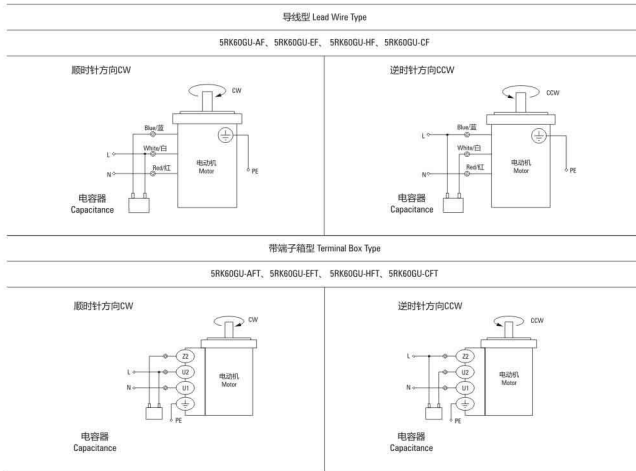 导线型 Lead Wire Type
5RK60GU-AF、5RK60GU-EF、 5RK60GU-HF、5RK60GU-CF
顺时针方向CW
CW
Blue/蓝
L
White/白
N
Red/红
电动机
Motor
PE
电容器
Capacitance
逆时针方向CCW
CCW
L
Blue/蓝
White/白
N
Red/红
电动机
Motor
PE
电容器
Capacitance
带端子箱型 Terminal Box Type
5RK60GU-AFT、5RK60GU-EFT、 5RK60GU-HFT、5RK60GU-CFT
顺时针方向CW
CW
Z2
L
U2
N
U1
电动机
Motor
PE
电容器
Capacitance
逆时针方向CCW
CCW
L
Z2
U2
N
U1
电动机
Motor
PE
电容器
Capacitance